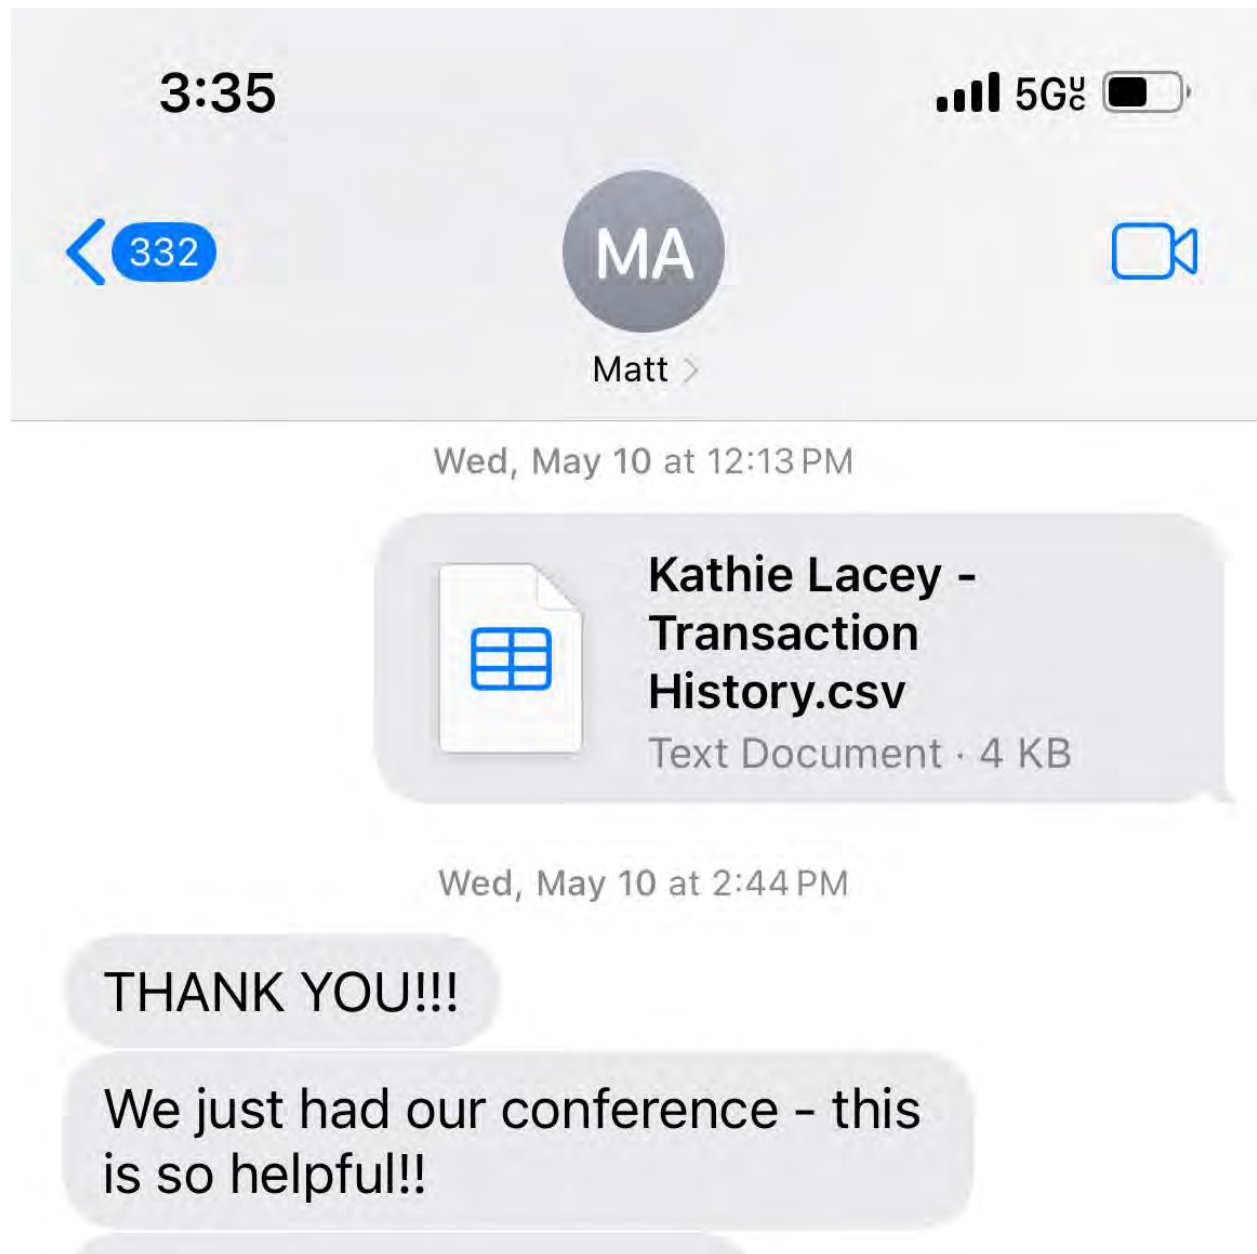 3:35
5GUC
332
MA
Matt
Wed, May 10 at 12:13 PM
Kathie Lacey -
Transaction
History.csv
Text Document · 4 KB
Wed, May 10 at 2:44 PM
THANK YOU!!!
We just had our conference - this
is so helpful!!